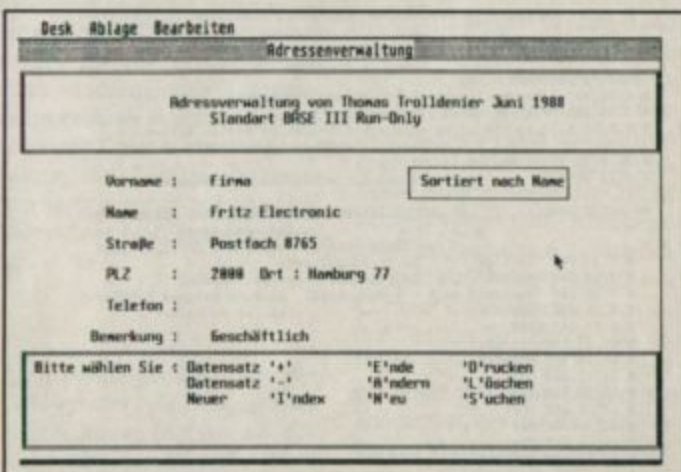 Desk Ablage Bearbeiten
Adressenverwaltung
Adressverwaltung von Thomas Trolldenier Juni 1988
Standart BASE III Run-Only
Vorname : Firma
Sortiert nach Name
Name : Fritz Electronic
Straße : Postfach 8765
PLZ : 2000 Ort : Hamburg 77
Telefon :
Bemerkung : Geschäftlich
Bitte wählen Sie : Datensatz '+' 'E'nde 'D'rucken
Datensatz '-' 'A'ndern 'L'öschen
Neuer 'I'ndex 'N'eu 'S'uchen